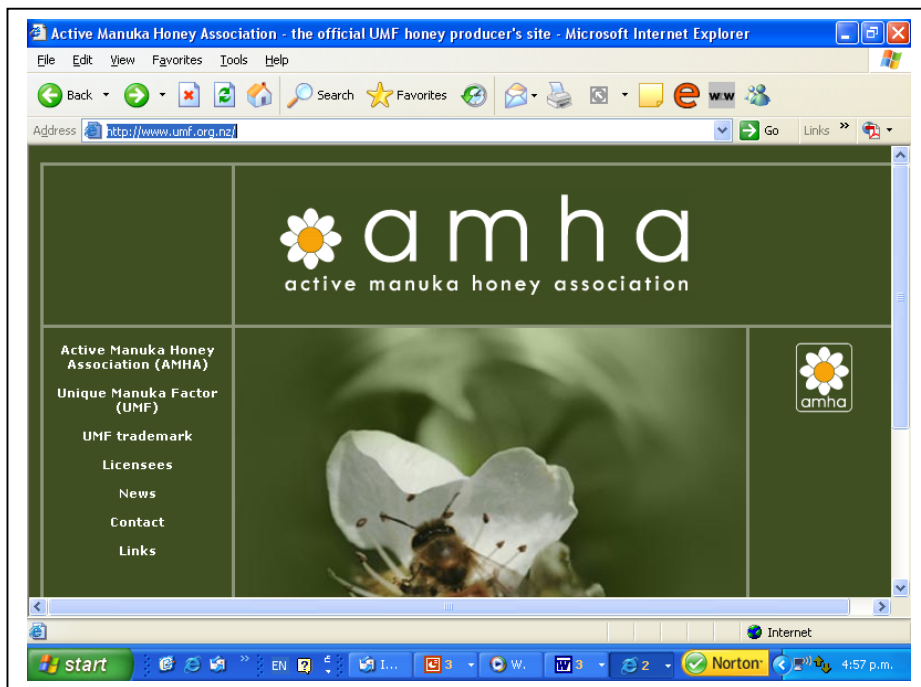 Active Manuka Honey Association - the official UMF honey producer's site - Microsoft Internet Explorer
File Edit View Favorites Tools Help
Back Search Favorites W:W
Address http://www.umf.org.nz/ Go Links »
amha
active manuka honey association
Active Manuka Honey
Association (AMHA)
Unique Manuka Factor
(UMF)
UMF trademark
Licensees
News
Contact
Links
amha
Internet
start » EN I... 3 W. 3 2 Norton 4:57 p.m.